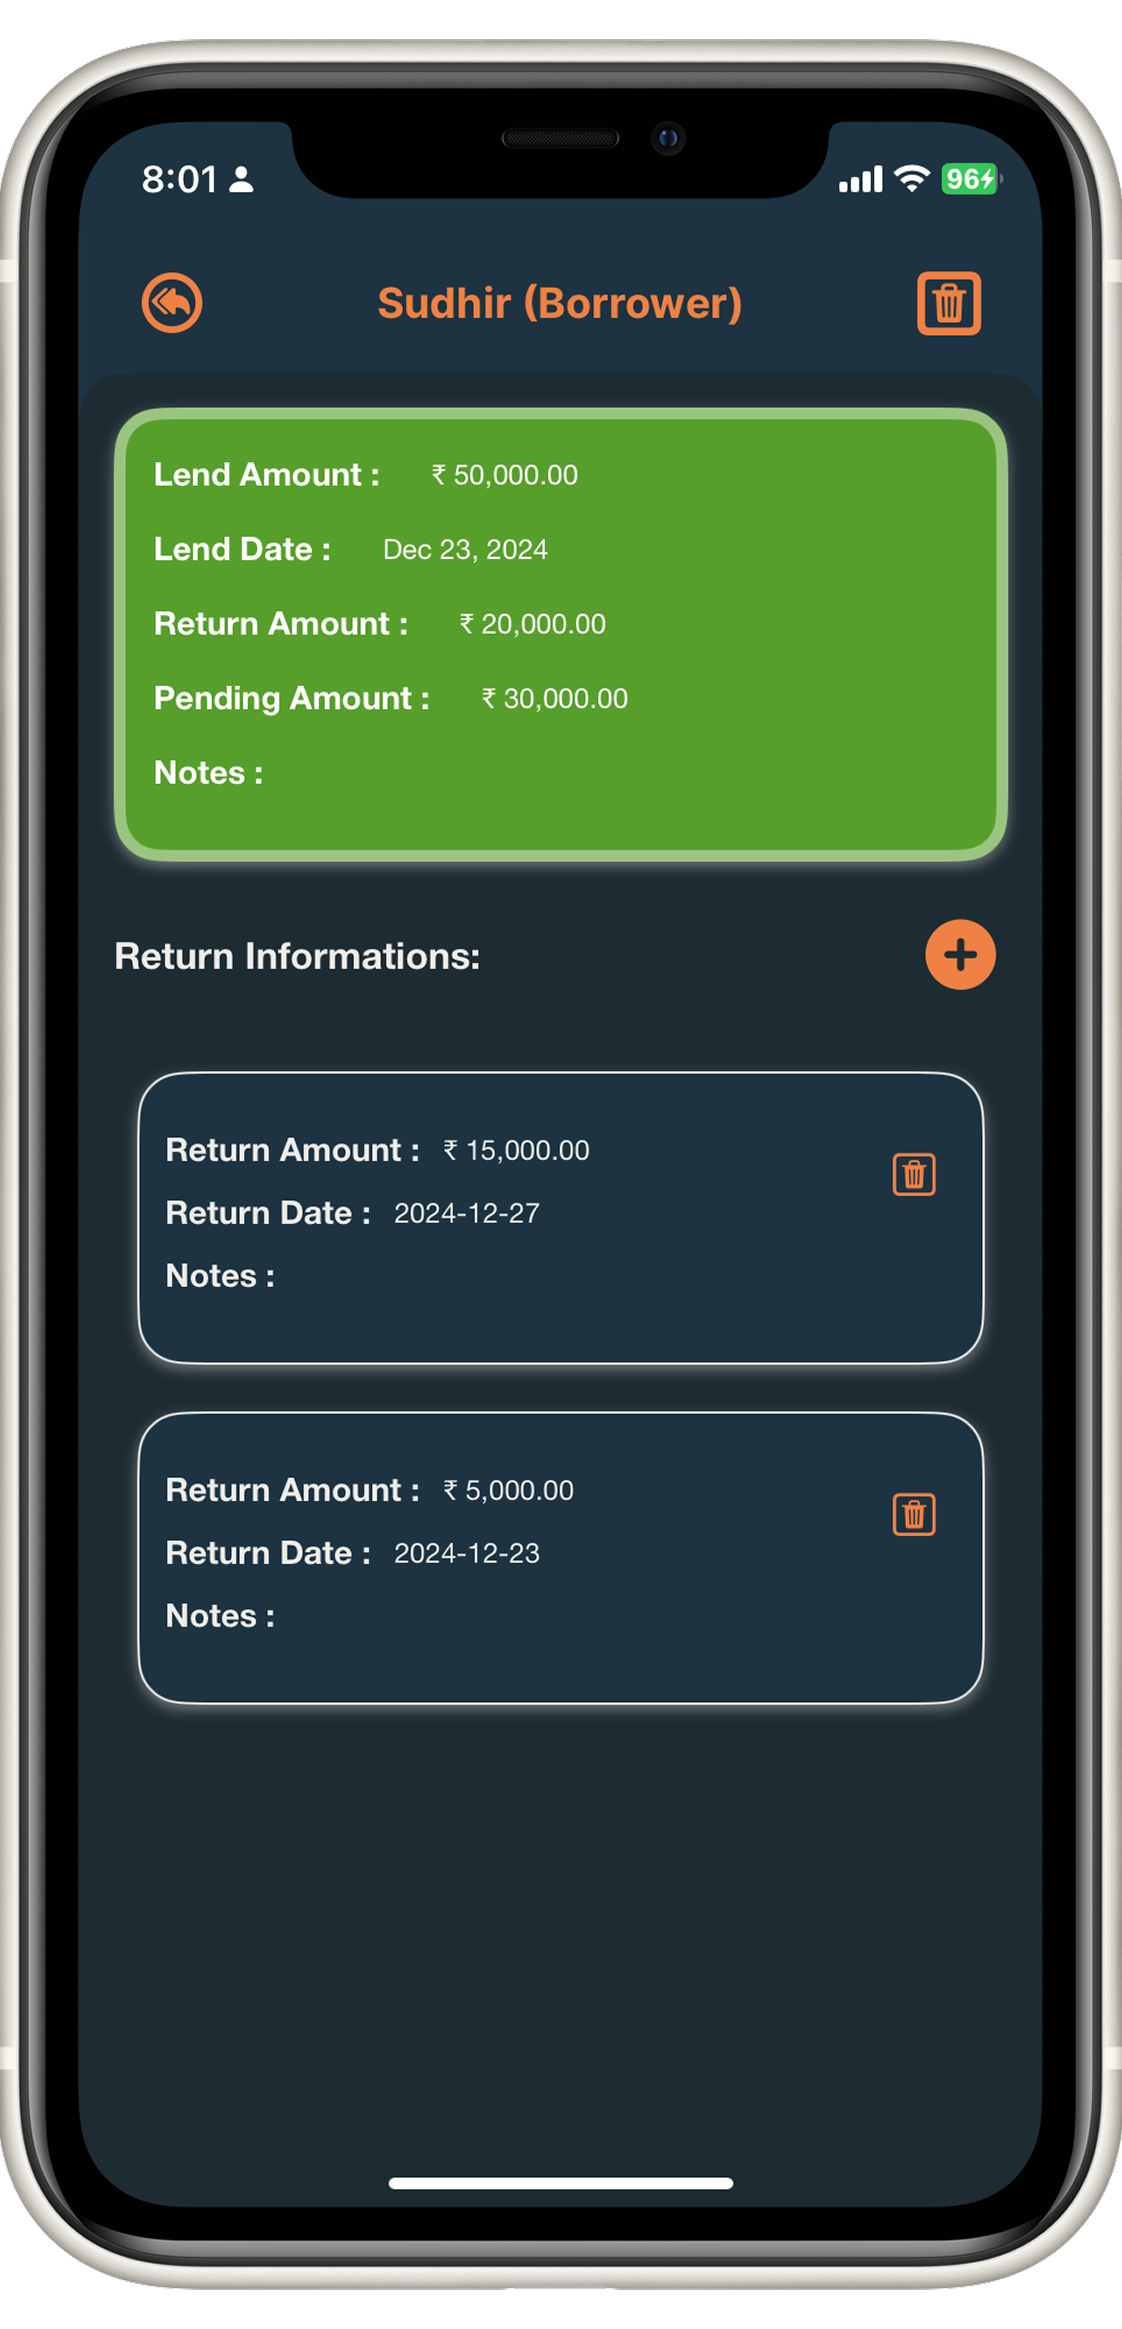 8:01 96
Sudhir (Borrower)
Lend Amount : ₹ 50,000.00
Lend Date : Dec 23, 2024
Return Amount : ₹ 20,000.00
Pending Amount : ₹ 30,000.00
Notes :
Return Informations:
Return Amount : ₹ 15,000.00
Return Date : 2024-12-27
Notes :
Return Amount : ₹ 5,000.00
Return Date : 2024-12-23
Notes :